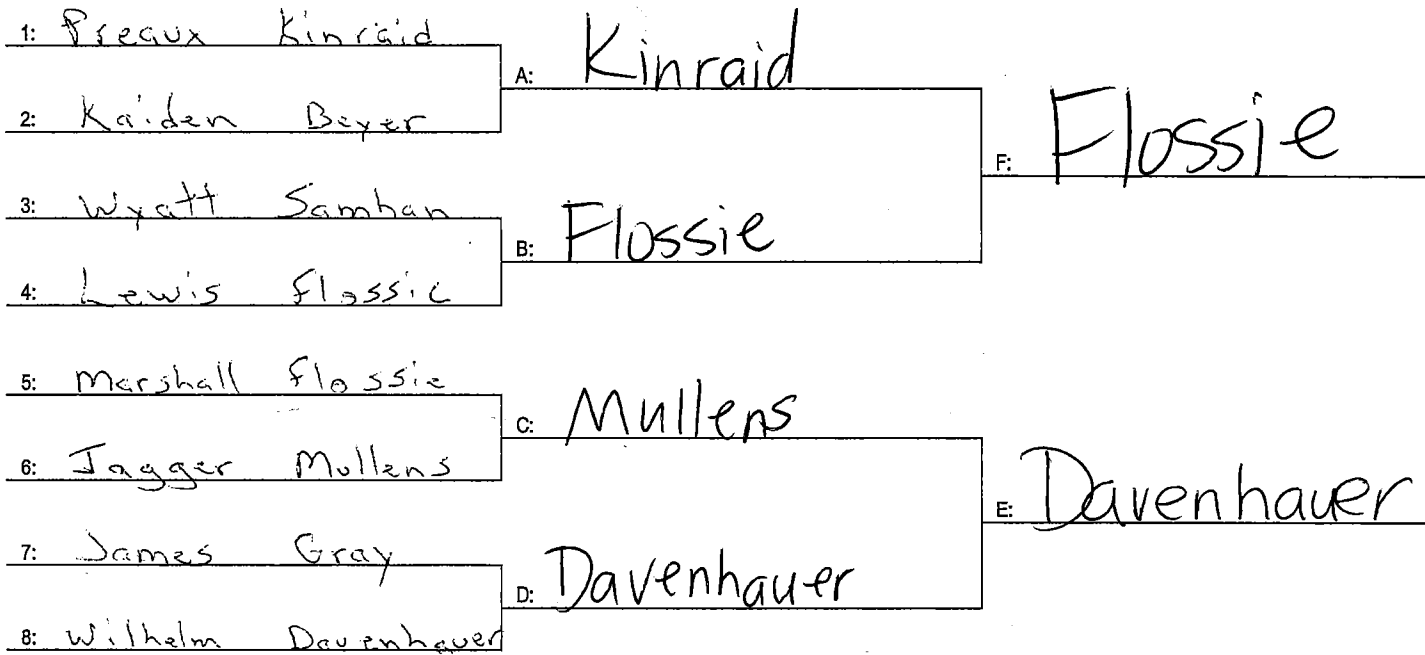 1: Preaux Kinraid
2: Kaiden Beyer
3: Wyatt Samhan
4: Lewis Flossie
5: Marshall Flossie
6: Jagger Mullens
7: James Gray
8: Wilhelm Davenhauer
A: Kinraid
B: Flossie
C: Mullens
D: Davenhauer
F: Flossie
E: Davenhauer